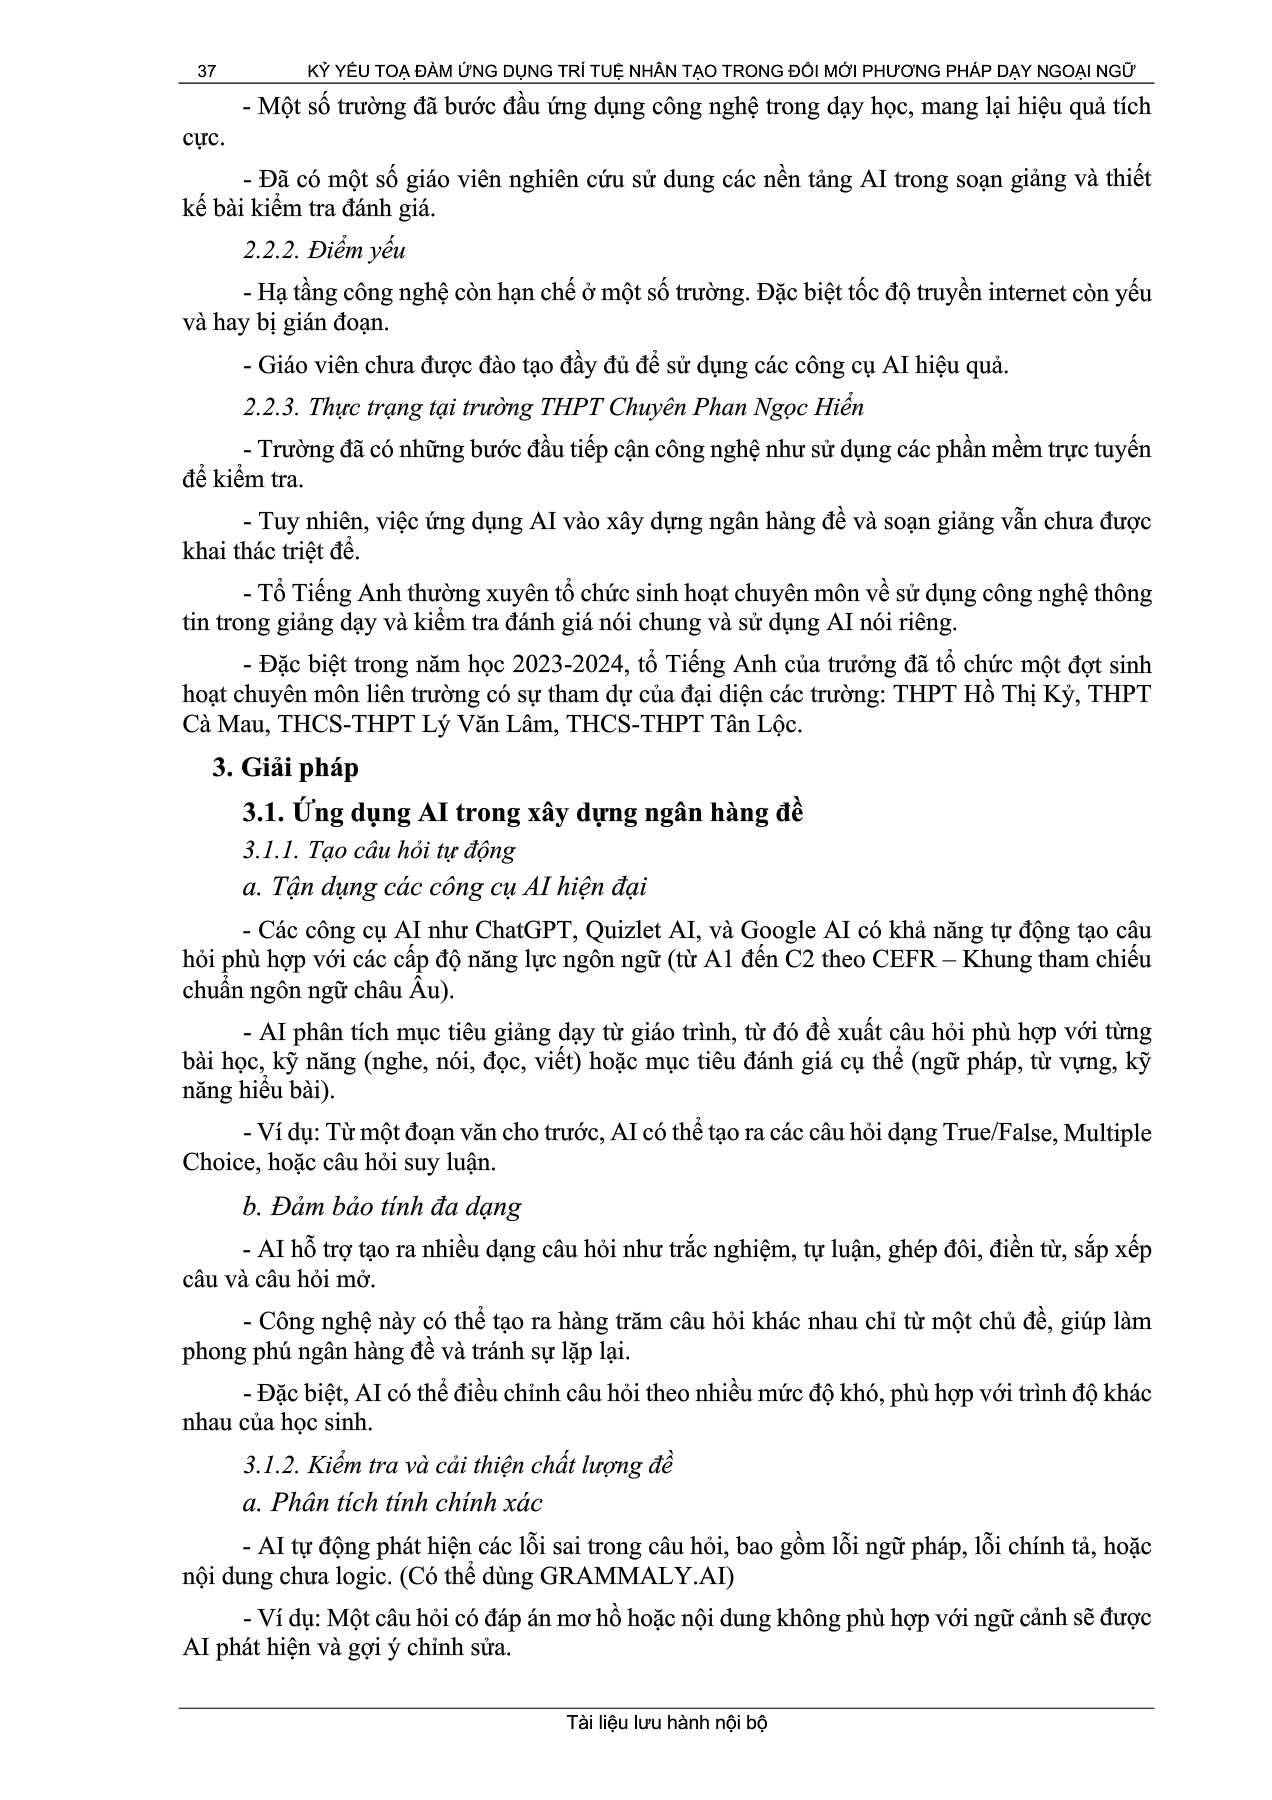 37 KỶ YẾU TOẠ ĐÀM ỨNG DỤNG TRÍ TUỆ NHÂN TẠO TRONG ĐỔI MỚI PHƯƠNG PHÁP DẠY NGOẠI NGỮ
- Một số trường đã bước đầu ứng dụng công nghệ trong dạy học, mang lại hiệu quả tích
cực.
- Đã có một số giáo viên nghiên cứu sử dung các nền tảng AI trong soạn giảng và thiết
kế bài kiểm tra đánh giá.
2.2.2. Điểm yếu
- Hạ tầng công nghệ còn hạn chế ở một số trường. Đặc biệt tốc độ truyền internet còn yếu
và hay bị gián đoạn.
- Giáo viên chưa được đào tạo đầy đủ để sử dụng các công cụ AI hiệu quả.
2.2.3. Thực trạng tại trường THPT Chuyên Phan Ngọc Hiển
- Trường đã có những bước đầu tiếp cận công nghệ như sử dụng các phần mềm trực tuyến
để kiểm tra.
- Tuy nhiên, việc ứng dụng AI vào xây dựng ngân hàng đề và soạn giảng vẫn chưa được
khai thác triệt để.
- Tổ Tiếng Anh thường xuyên tổ chức sinh hoạt chuyên môn về sử dụng công nghệ thông
tin trong giảng dạy và kiểm tra đánh giá nói chung và sử dụng AI nói riêng.
- Đặc biệt trong năm học 2023-2024, tổ Tiếng Anh của trưởng đã tổ chức một đợt sinh
hoạt chuyên môn liên trường có sự tham dự của đại diện các trường: THPT Hồ Thị Kỷ, THPT
Cà Mau, THCS-THPT Lý Văn Lâm, THCS-THPT Tân Lộc.
3. Giải pháp
3.1. Ứng dụng AI trong xây dựng ngân hàng đề
3.1.1. Tạo câu hỏi tự động
a. Tận dụng các công cụ AI hiện đại
- Các công cụ AI như ChatGPT, Quizlet AI, và Google AI có khả năng tự động tạo câu
hỏi phù hợp với các cấp độ năng lực ngôn ngữ (từ A1 đến C2 theo CEFR – Khung tham chiếu
chuẩn ngôn ngữ châu Âu).
- AI phân tích mục tiêu giảng dạy từ giáo trình, từ đó đề xuất câu hỏi phù hợp với từng
bài học, kỹ năng (nghe, nói, đọc, viết) hoặc mục tiêu đánh giá cụ thể (ngữ pháp, từ vựng, kỹ
năng hiểu bài).
- Ví dụ: Từ một đoạn văn cho trước, AI có thể tạo ra các câu hỏi dạng True/False, Multiple
Choice, hoặc câu hỏi suy luận.
b. Đảm bảo tính đa dạng
- AI hỗ trợ tạo ra nhiều dạng câu hỏi như trắc nghiệm, tự luận, ghép đôi, điền từ, sắp xếp
câu và câu hỏi mở.
- Công nghệ này có thể tạo ra hàng trăm câu hỏi khác nhau chỉ từ một chủ đề, giúp làm
phong phú ngân hàng đề và tránh sự lặp lại.
- Đặc biệt, AI có thể điều chỉnh câu hỏi theo nhiều mức độ khó, phù hợp với trình độ khác
nhau của học sinh.
3.1.2. Kiểm tra và cải thiện chất lượng đề
a. Phân tích tính chính xác
- AI tự động phát hiện các lỗi sai trong câu hỏi, bao gồm lỗi ngữ pháp, lỗi chính tả, hoặc
nội dung chưa logic. (Có thể dùng GRAMMALY.AI)
- Ví dụ: Một câu hỏi có đáp án mơ hồ hoặc nội dung không phù hợp với ngữ cảnh sẽ được
AI phát hiện và gợi ý chỉnh sửa.
Tài liệu lưu hành nội bộ